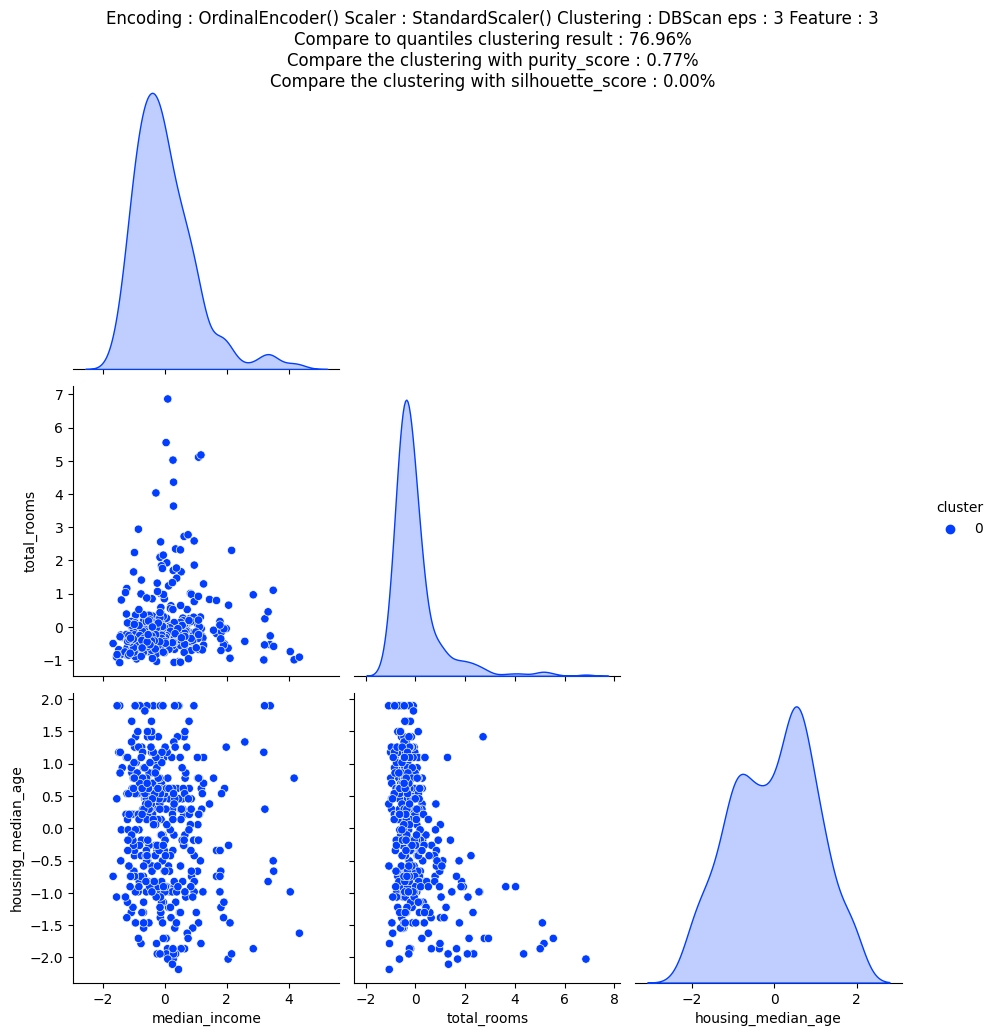 Encoding : OrdinalEncoder() Scaler : StandardScaler() Clustering : DBScan eps : 3 Feature : 3
Compare to quantiles clustering result : 76.96%
Compare the clustering with purity_score : 0.77%
Compare the clustering with silhouette_score : 0.00%
7
6
5
4
3
2
1
0
−1
total_rooms
cluster
0
2.0
1.5
1.0
0.5
0.0
−0.5
−1.0
−1.5
−2.0
housing_median_age
−2 0 2 4
median_income
−2 0 2 4 6 8
total_rooms
−2 0 2
housing_median_age